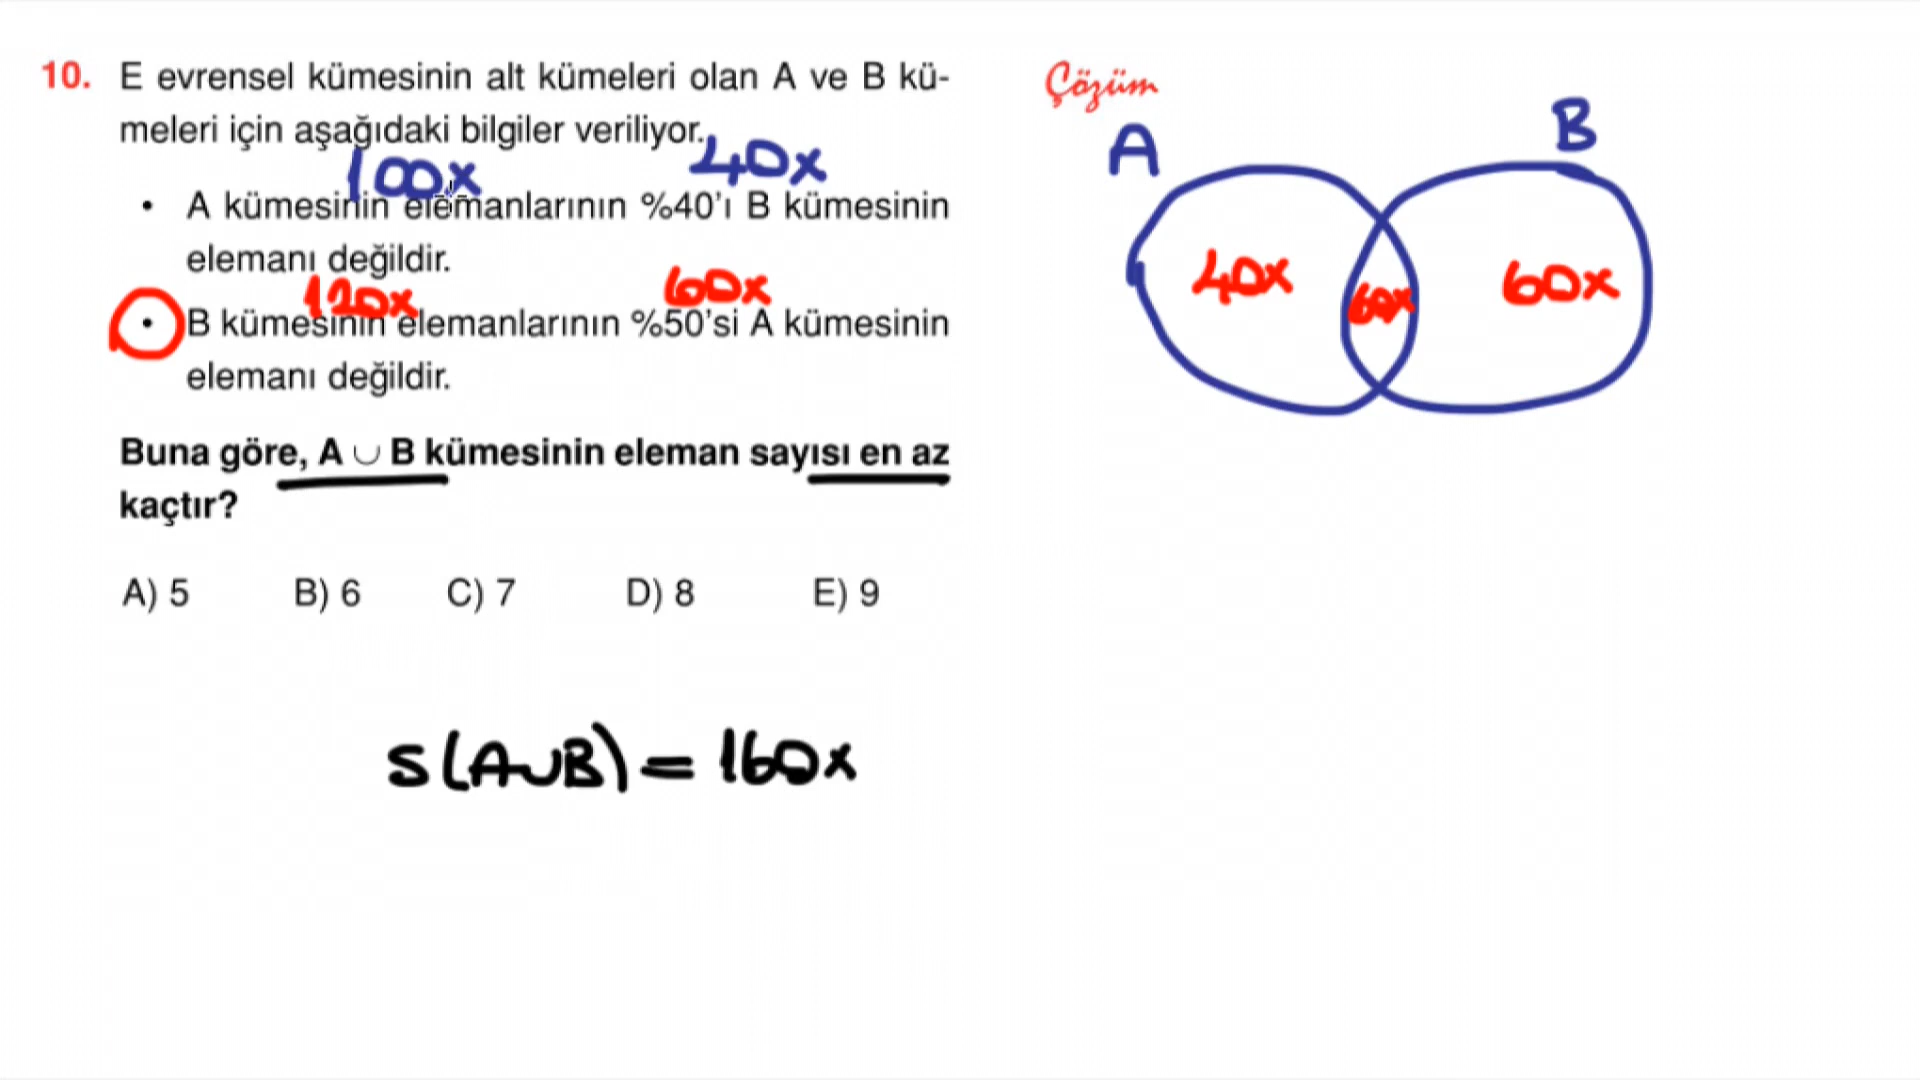 10. E evrensel kümesinin alt kümeleri olan A ve B kü-
meleri için aşağıdaki bilgiler veriliyor.
100x 40x
• A kümesinin elemanlarının %40'ı B kümesinin
elemanı değildir.
120x 60x
• B kümesinin elemanlarının %50'si A kümesinin
elemanı değildir.
Buna göre, A ∪ B kümesinin eleman sayısı en az
kaçtır?
A) 5 B) 6 C) 7 D) 8 E) 9
S(A∪B) = 160x
Çözüm
A B
40x 60x 60x